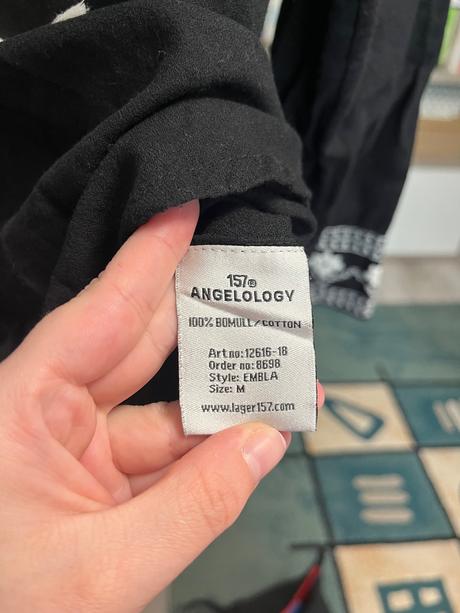 157®
ANGELOLOGY
100% BOMULL/COTTON
Art no: 12616-18
Order no: 8698
Style: EMBLA
Size: M
www.lager157.com